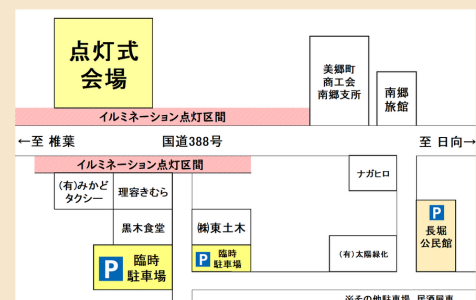 点灯式
会場
美郷町
商工会
南郷支所
南郷
旅館
イルミネーション点灯区間
←至 椎葉
国道388号
至 日向→
イルミネーション点灯区間
(有)みかど
タクシー
理容きむら
ナガヒロ
黒木食堂
㈱東土木
P
長堀
公民館
P
臨時
駐車場
P
臨時
駐車場
(有)太陽緑化